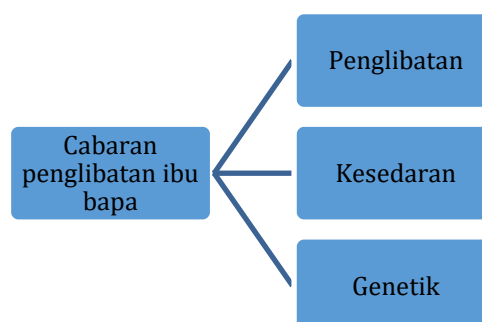 Penglibatan
Cabaran
penglibatan ibu
bapa
Kesedaran
Genetik